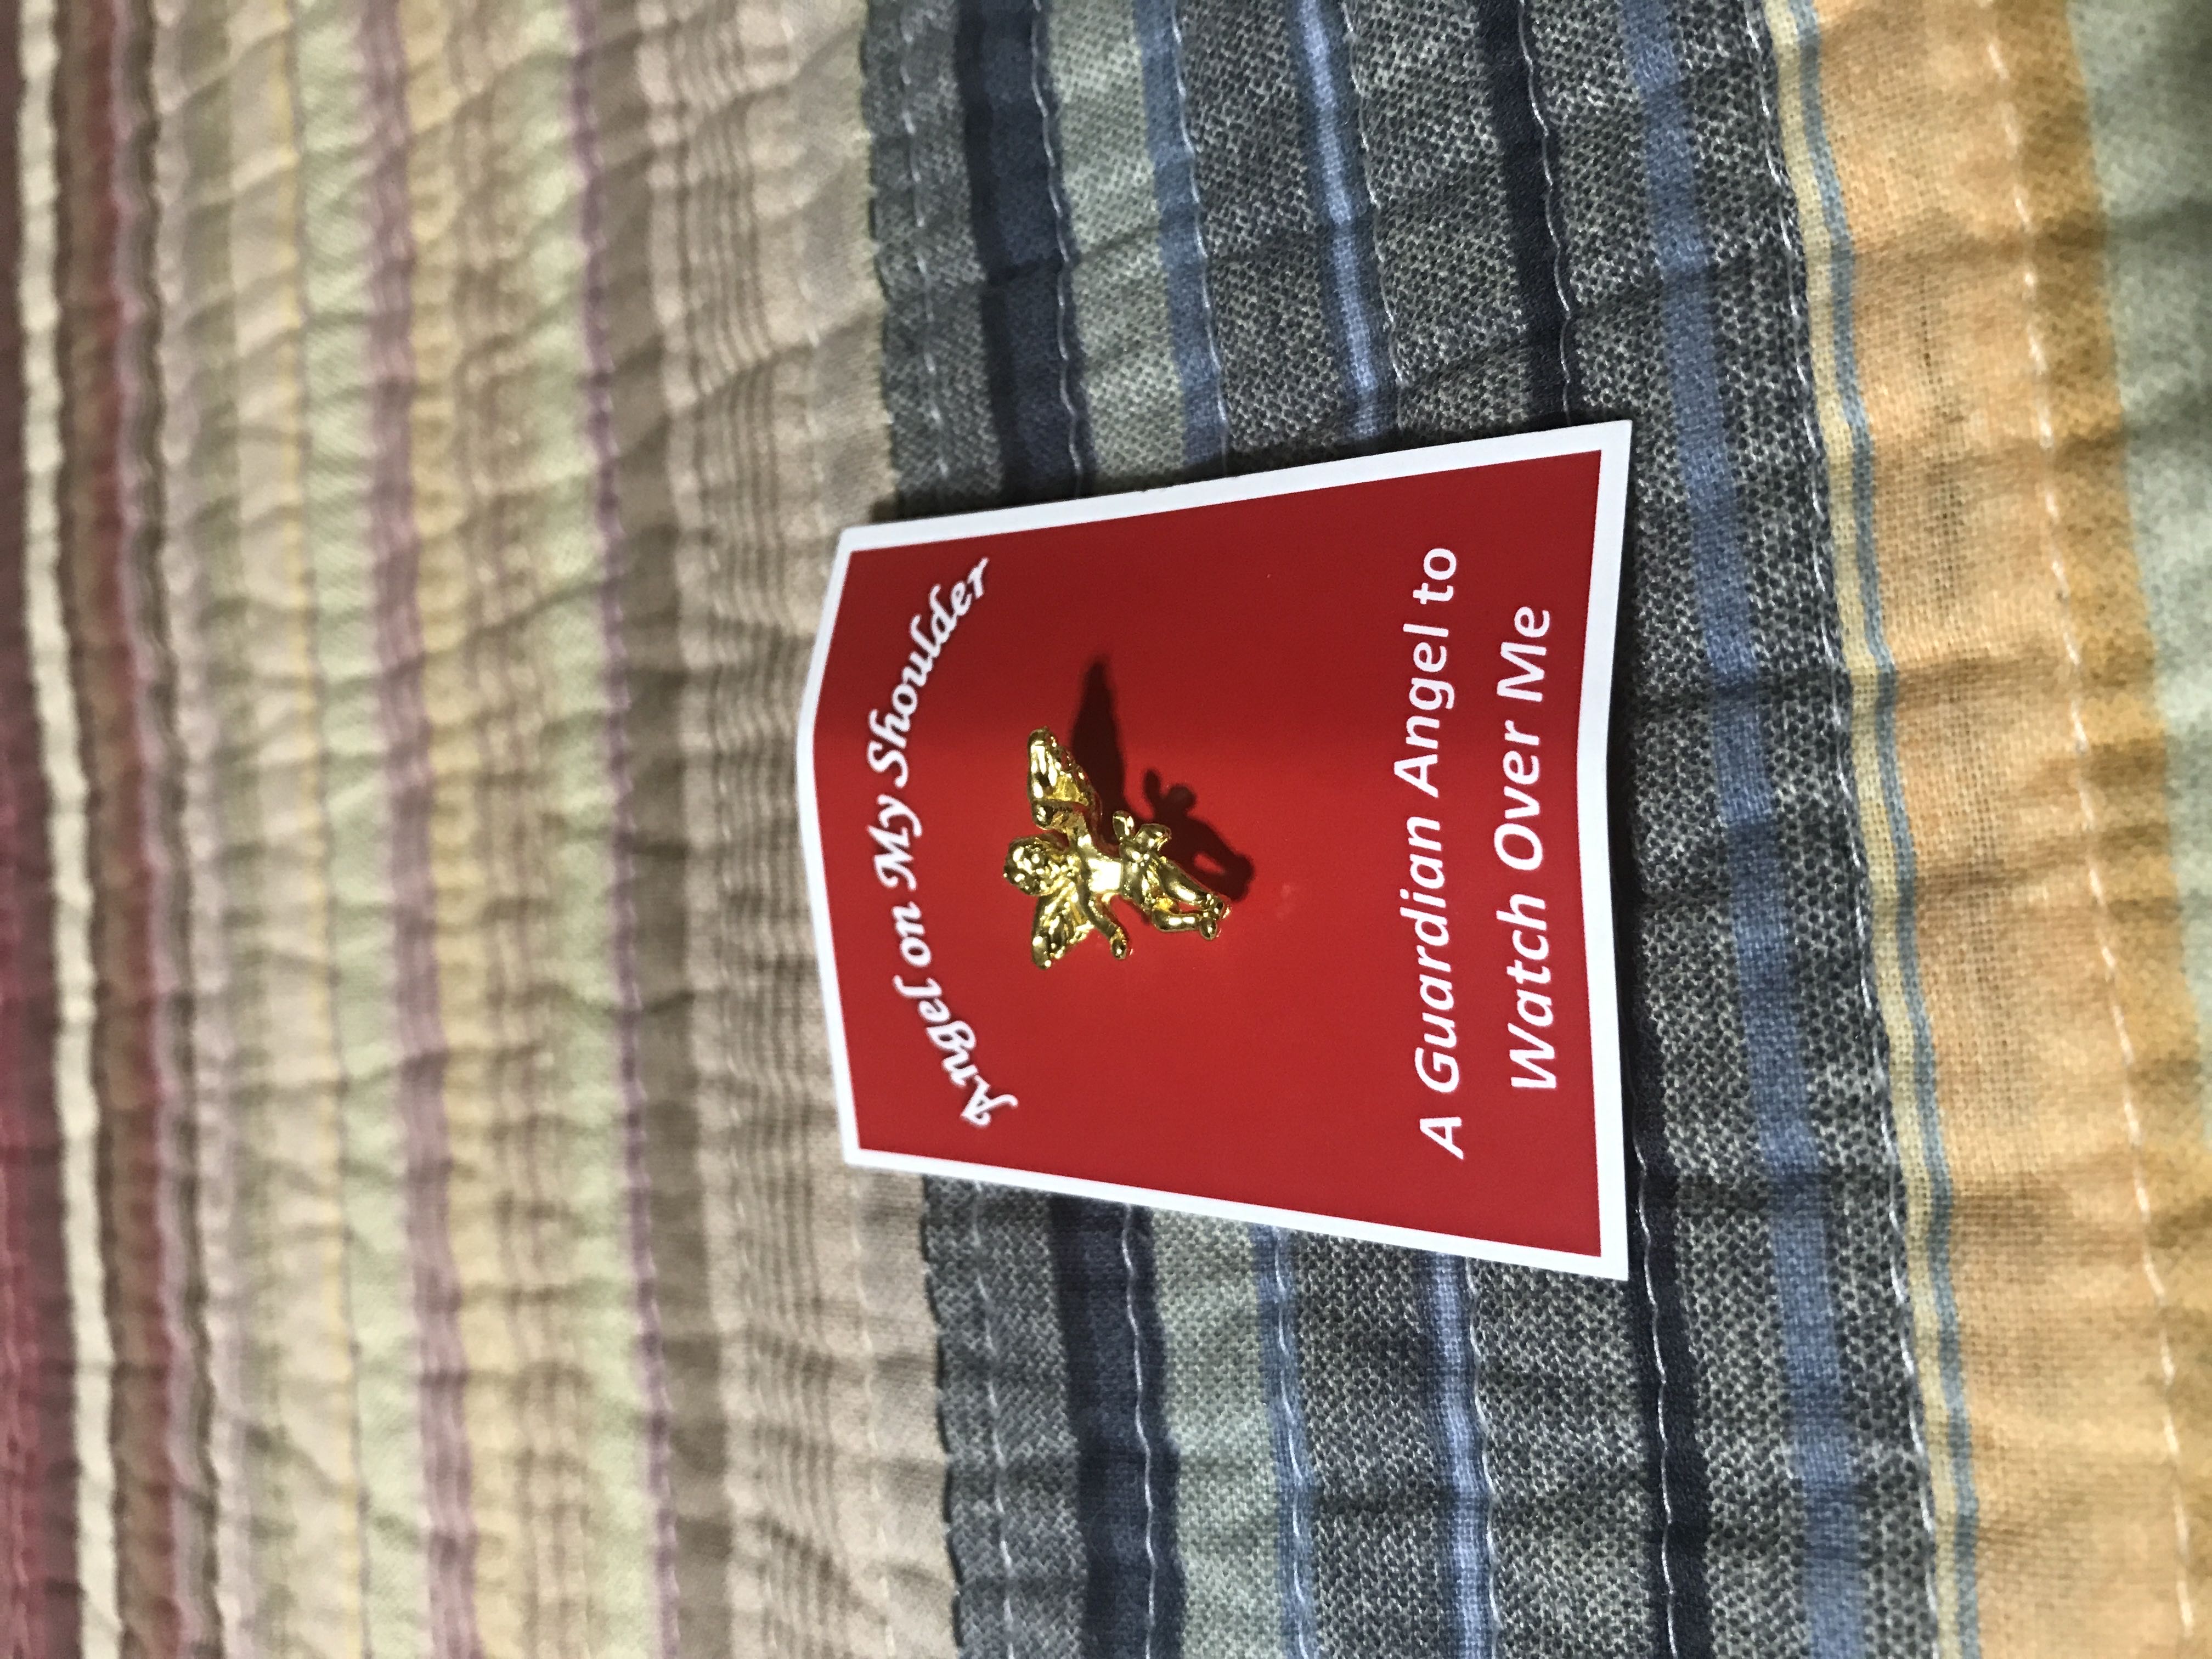 Angel on My Shoulder
A Guardian Angel to
Watch Over Me